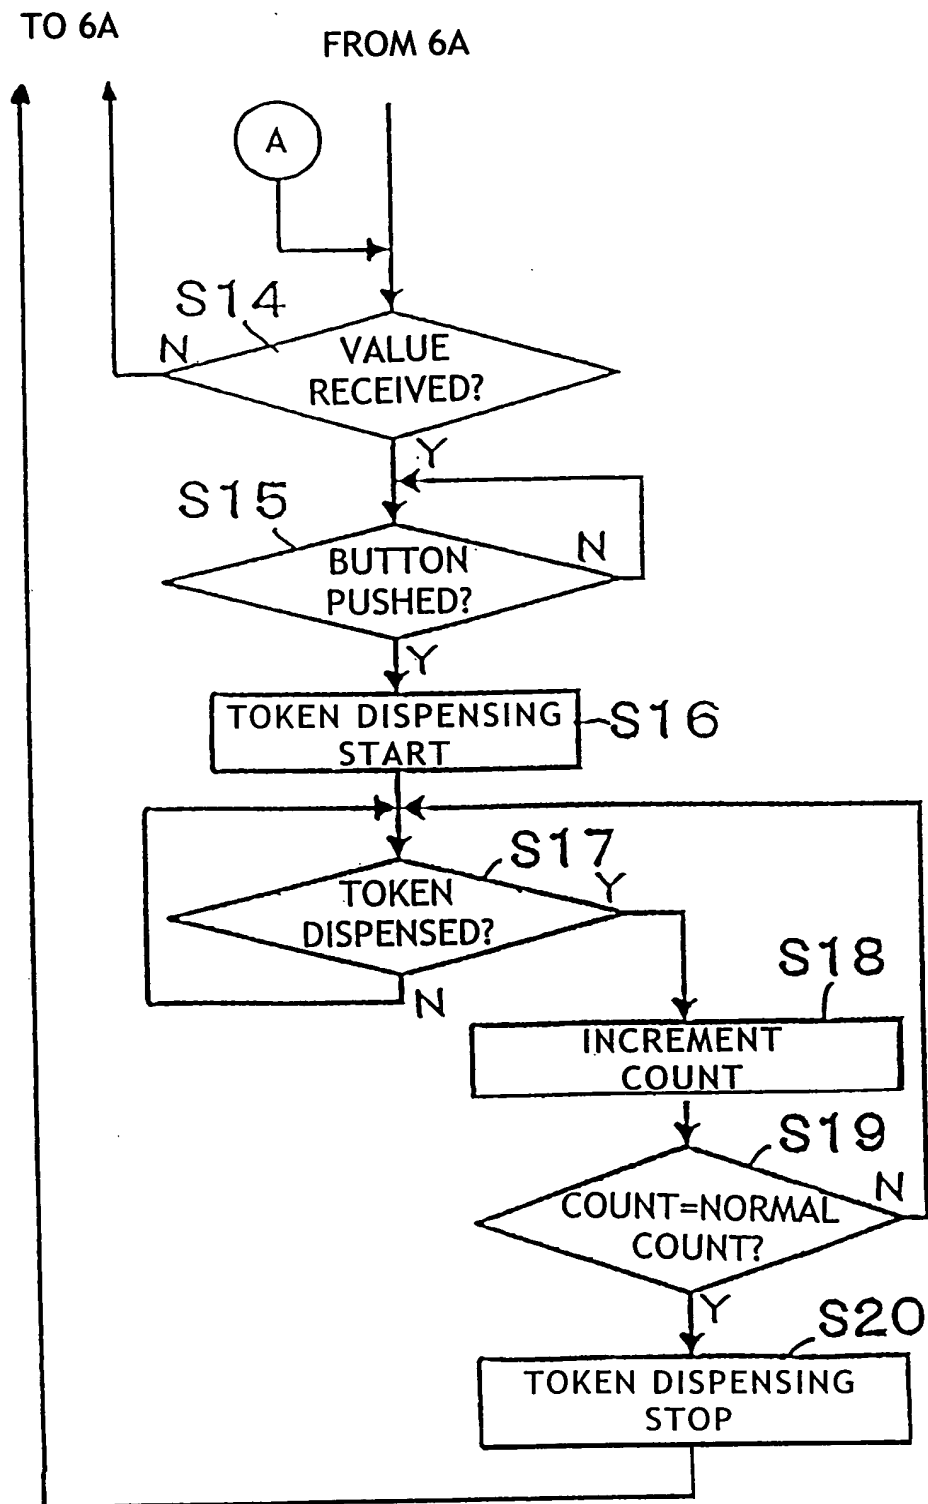 TO 6A
FROM 6A
A
S14
N
VALUE
RECEIVED?
Y
S15
N
BUTTON
PUSHED?
Y
TOKEN DISPENSING
START
S16
S17
Y
TOKEN
DISPENSED?
N
S18
INCREMENT
COUNT
S19
N
COUNT=NORMAL
COUNT?
Y
S20
TOKEN DISPENSING
STOP